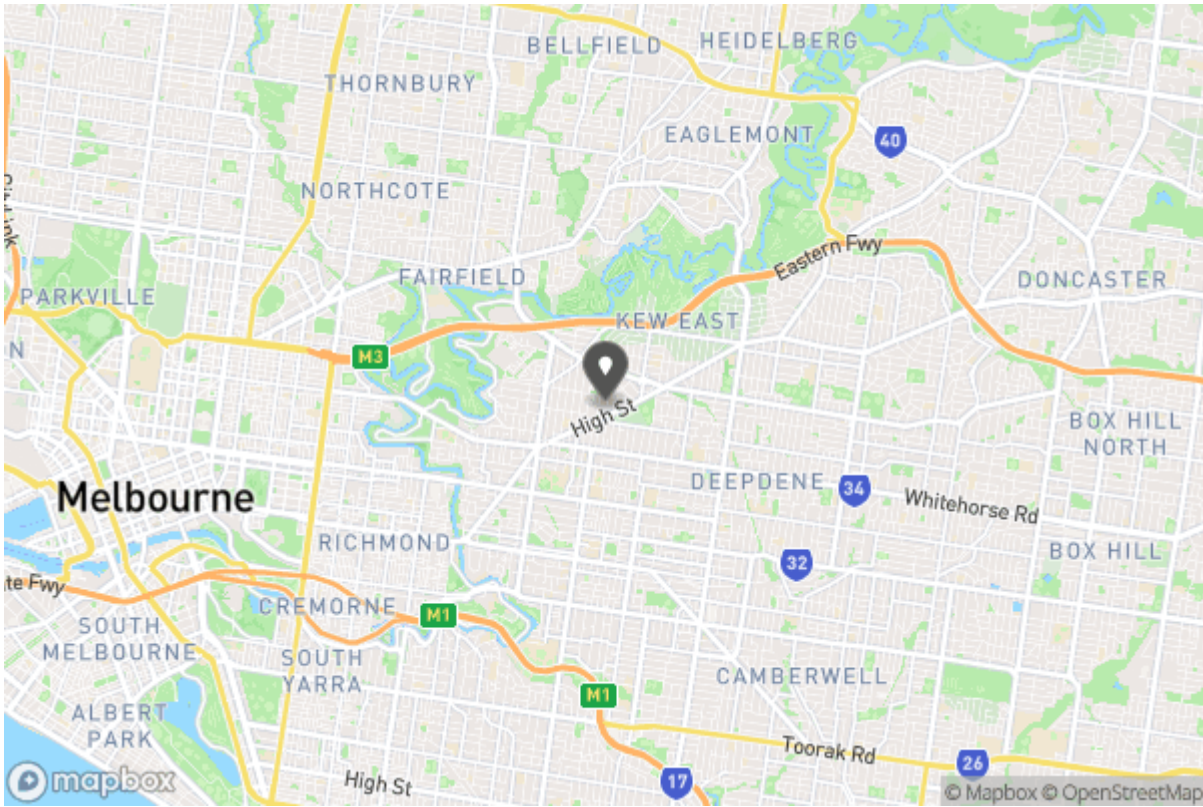 BELLFIELD
HEIDELBERG
THORNBURY
EAGLEMONT
40
NORTHCOTE
Eastern Fwy
FAIRFIELD
DONCASTER
PARKVILLE
KEW EAST
M3
High St
BOX HILL
NORTH
DEEPDENE
34
Melbourne
Whitehorse Rd
RICHMOND
BOX HILL
32
te Fwy
CREMORNE
M1
SOUTH
MELBOURNE
SOUTH
YARRA
CAMBERWELL
M1
ALBERT
PARK
Toorak Rd
26
High St
17
mapbox
© Mapbox © OpenStreetMap